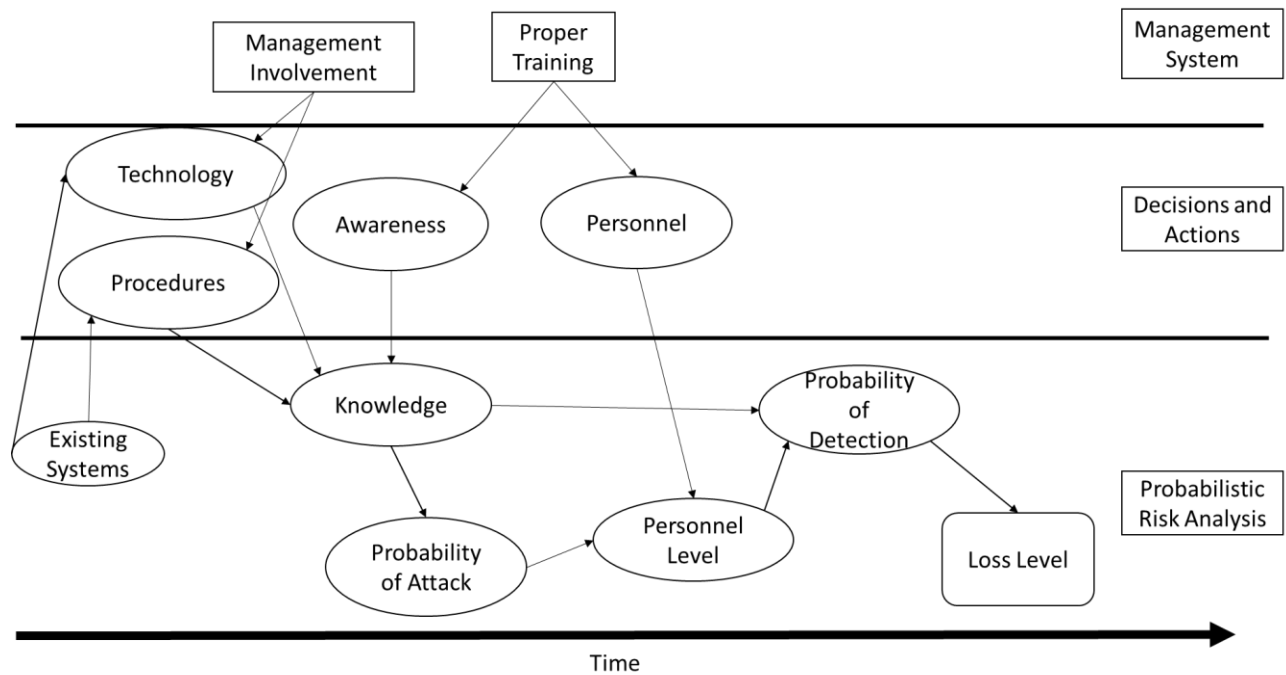 Management
Involvement
Proper
Training
Management
System
Technology
Awareness
Personnel
Decisions and
Actions
Procedures
Knowledge
Probability
of
Detection
Existing
Systems
Probability
of Attack
Personnel
Level
Loss Level
Probabilistic
Risk Analysis
Time